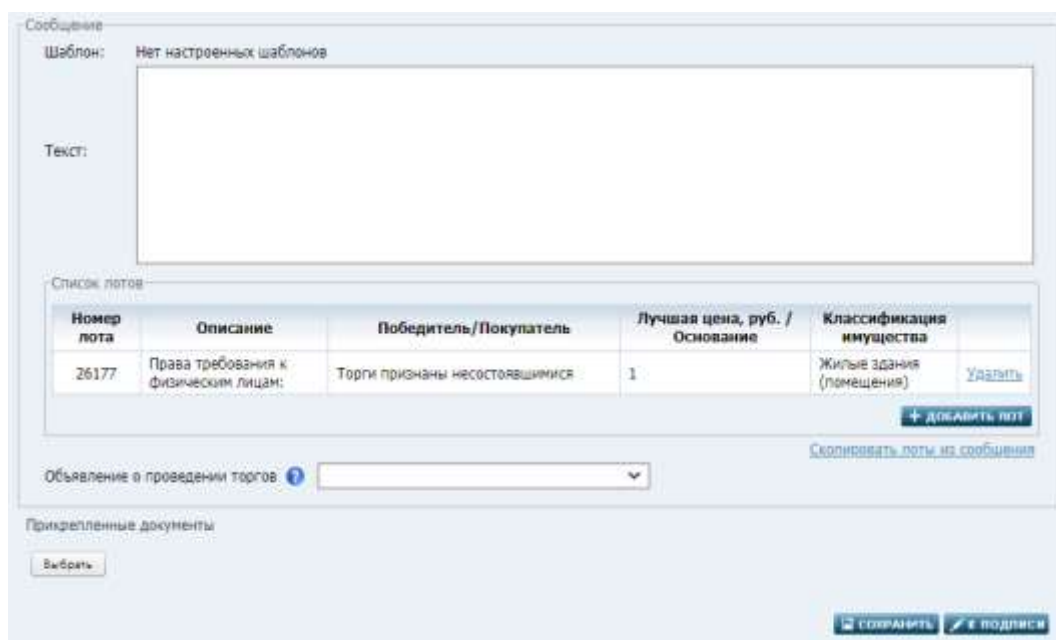 Сообщение
Шаблон: Нет настроенных шаблонов
Текст:
Список лотов
Номер лота
Описание
Победитель/Покупатель
Лучшая цена, руб. / Основание
Классификация имущества
26177
Права требования к физическим лицам:
Торги признаны несостоявшимися
1
Жилые здания (помещения)
Удалить
+ ДОБАВИТЬ ЛОТ
Скопировать лоты из сообщения
Объявление о проведении торгов ?
Прикрепленные документы
Выбрать
СОХРАНИТЬ
К ПОДПИСИ